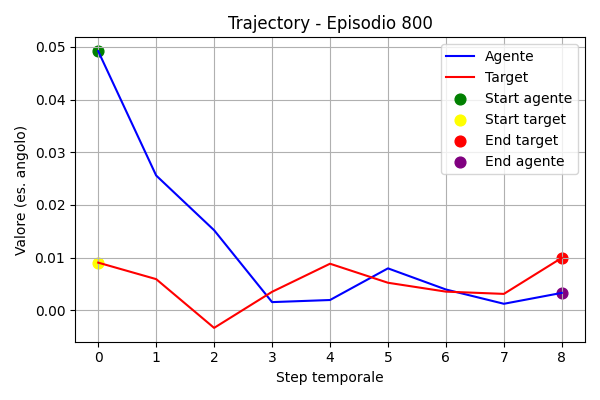 Trajectory - Episodio 800
Valore (es. angolo)
0.05
0.04
0.03
0.02
0.01
0.00
Agente
Target
Start agente
Start target
End target
End agente
0 1 2 3 4 5 6 7 8
Step temporale